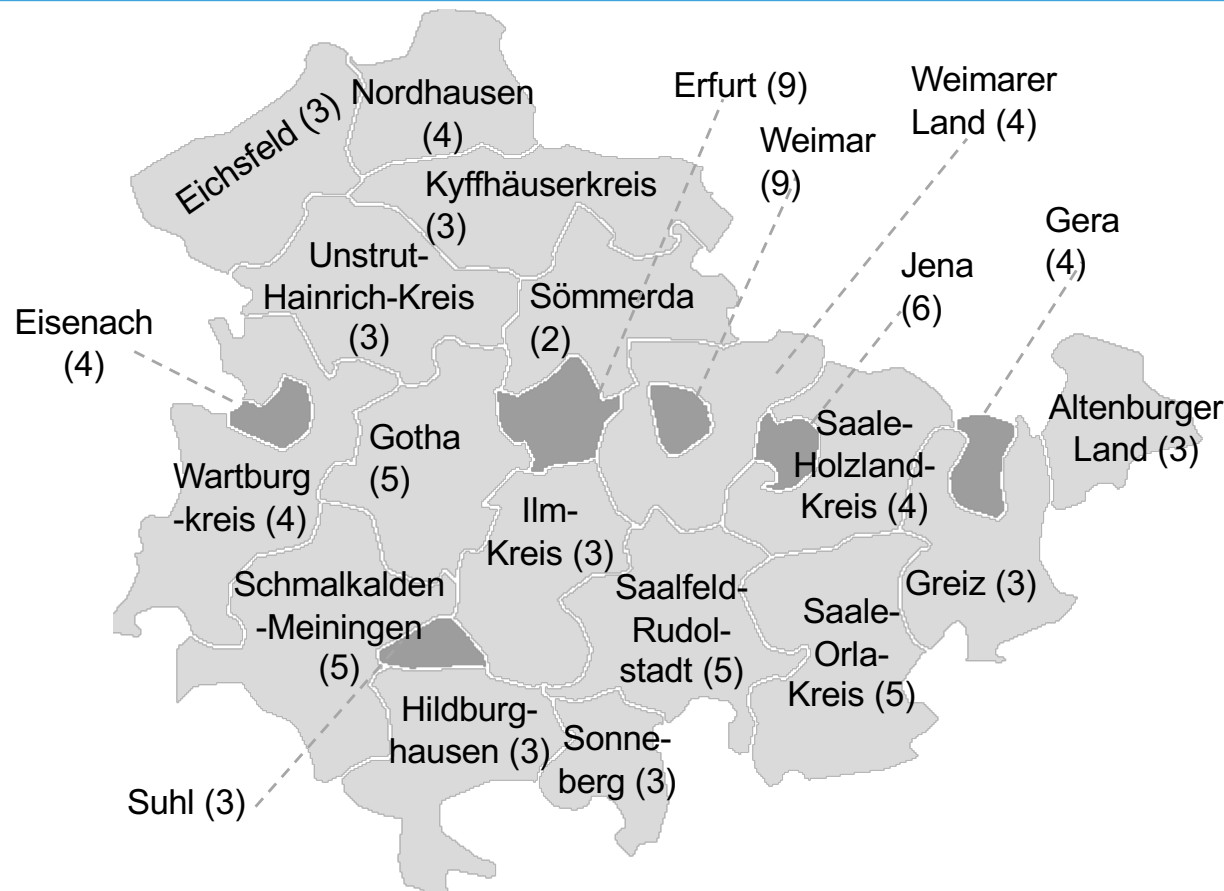 Nordhausen
(4)
Eichsfeld (3)
Erfurt (9)
Weimarer
Land (4)
Weimar
(9)
Kyffhäuserkreis
(3)
Gera
(4)
Unstrut-
Hainrich-Kreis
(3)
Jena
(6)
Sömmerda
(2)
Eisenach
(4)
Altenburger
Land (3)
Gotha
(5)
Saale-
Holzland-
Kreis (4)
Wartburg
-kreis (4)
Ilm-
Kreis (3)
Schmalkalden
-Meiningen
(5)
Saalfeld-
Rudol-
stadt (5)
Greiz (3)
Saale-
Orla-
Kreis (5)
Hildburg-
hausen (3)
Sonne-
berg (3)
Suhl (3)